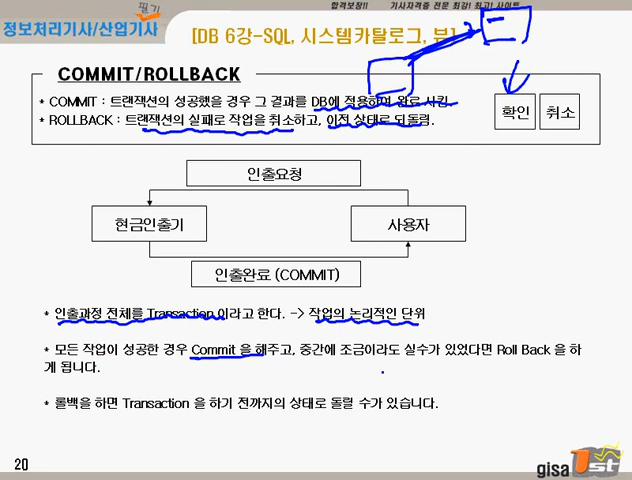 합격보장!! 기사자격증 전문 최강! 최고! 사이트
필기
정보처리기사/산업기사
[DB 6강-SQL, 시스템카탈로그, 뷰]
COMMIT/ROLLBACK
* COMMIT : 트랜잭션의 성공했을 경우 그 결과를 DB에 적용하여 완료 시킴.
* ROLLBACK : 트랜잭션의 실패로 작업을 취소하고, 이전 상태로 되돌림.
확인 취소
인출요청
현금인출기 사용자
인출완료 (COMMIT)
* 인출과정 전체를 Transaction 이라고 한다. -> 작업의 논리적인 단위
* 모든 작업이 성공한 경우 Commit 을 해주고, 중간에 조금이라도 실수가 있었다면 Roll Back 을 하
게 됩니다.
* 롤백을 하면 Transaction 을 하기 전까지의 상태로 돌릴 수가 있습니다.
20
gisa 1st